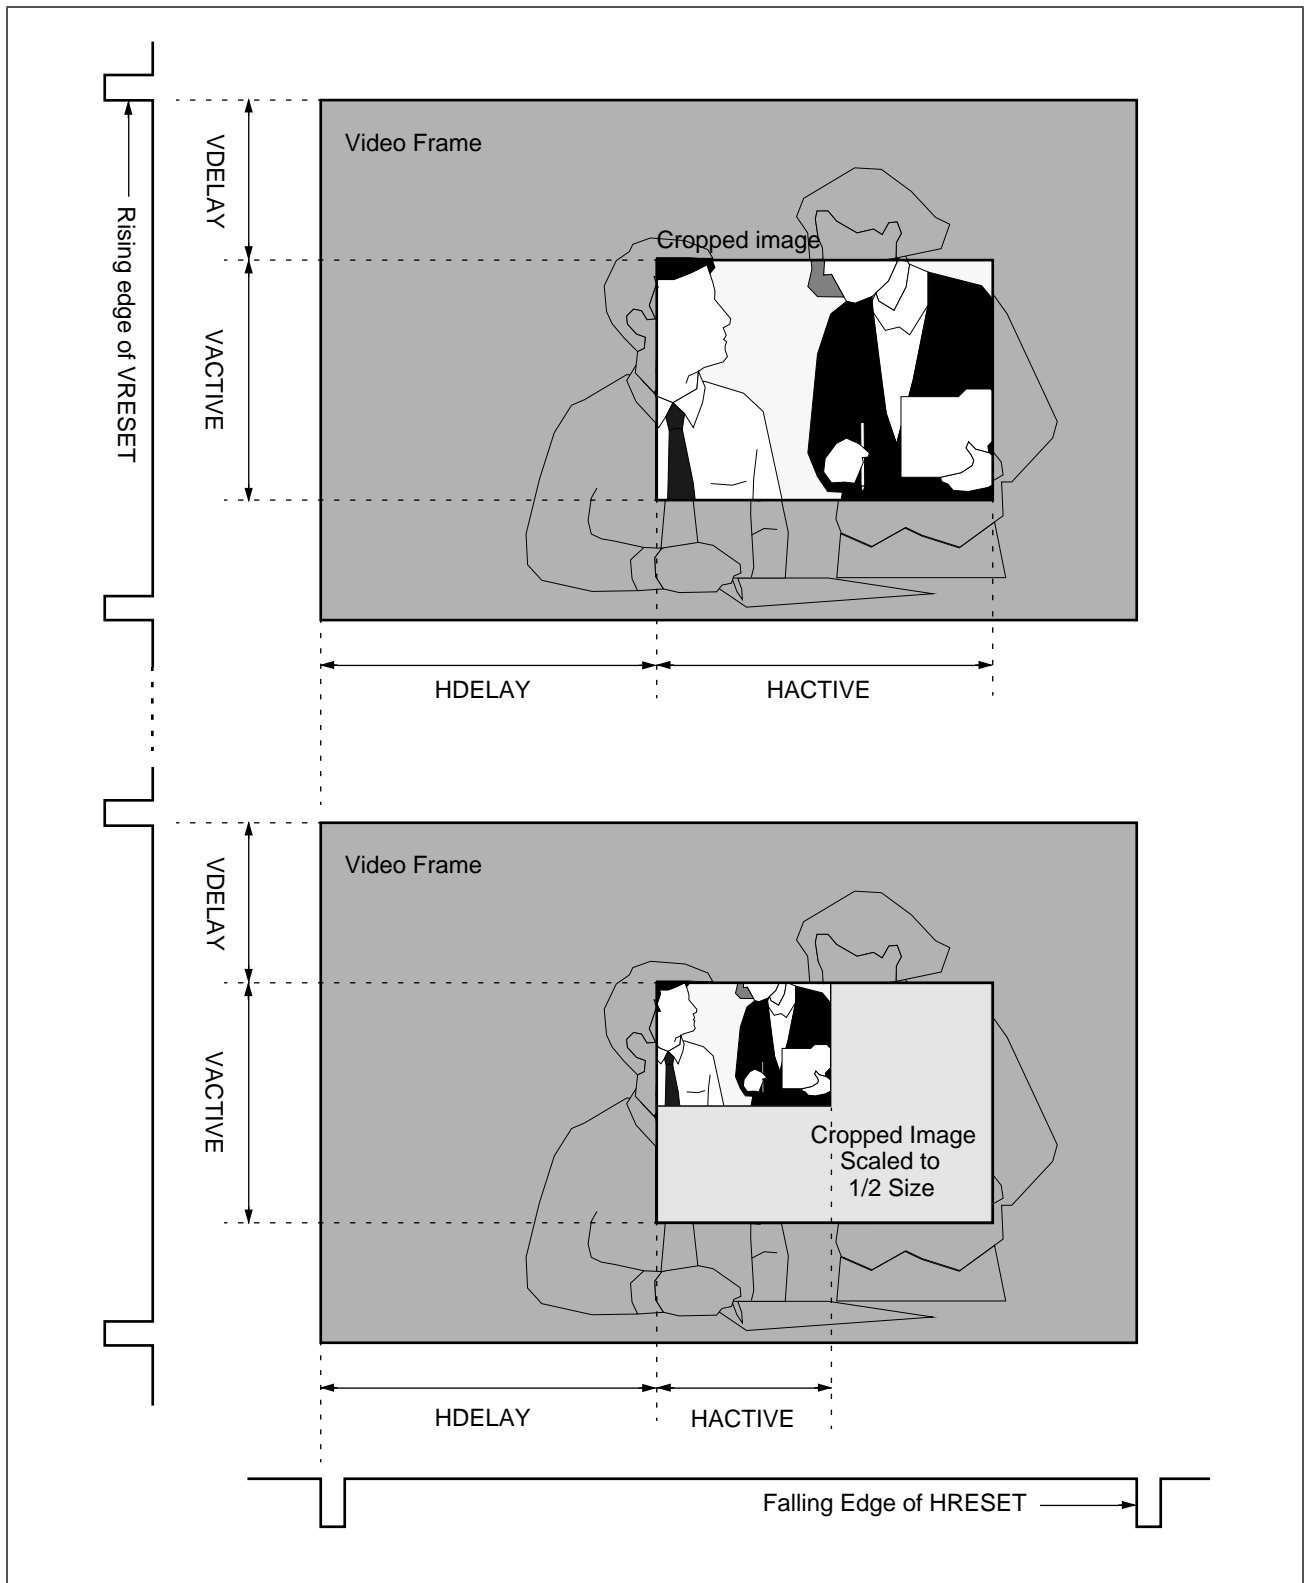 Video Frame
VDELAY
Rising edge of VRESET
Cropped image
VACTIVE
HDELAY
HACTIVE
Video Frame
VDELAY
VACTIVE
Cropped Image
Scaled to
1/2 Size
HDELAY
HACTIVE
Falling Edge of HRESET